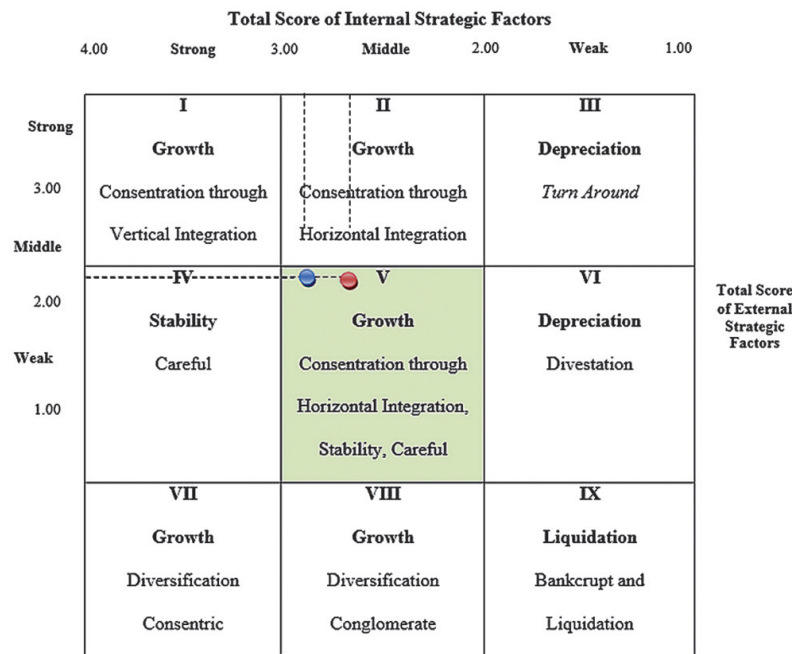 Total Score of Internal Strategic Factors
4.00 Strong 3.00 Middle 2.00 Weak 1.00
Strong
3.00
Middle
2.00
Weak
1.00
I
Growth
Consentration through
Vertical Integration
II
Growth
Consentration through
Horizontal Integration
III
Depreciation
Turn Around
IV
Stability
Careful
V
Growth
Consentration through
Horizontal Integration,
Stability, Careful
VI
Depreciation
Divestation
Total Score
of External
Strategic
Factors
VII
Growth
Diversification
Consentric
VIII
Growth
Diversification
Conglomerate
IX
Liquidation
Bankcrupt and
Liquidation